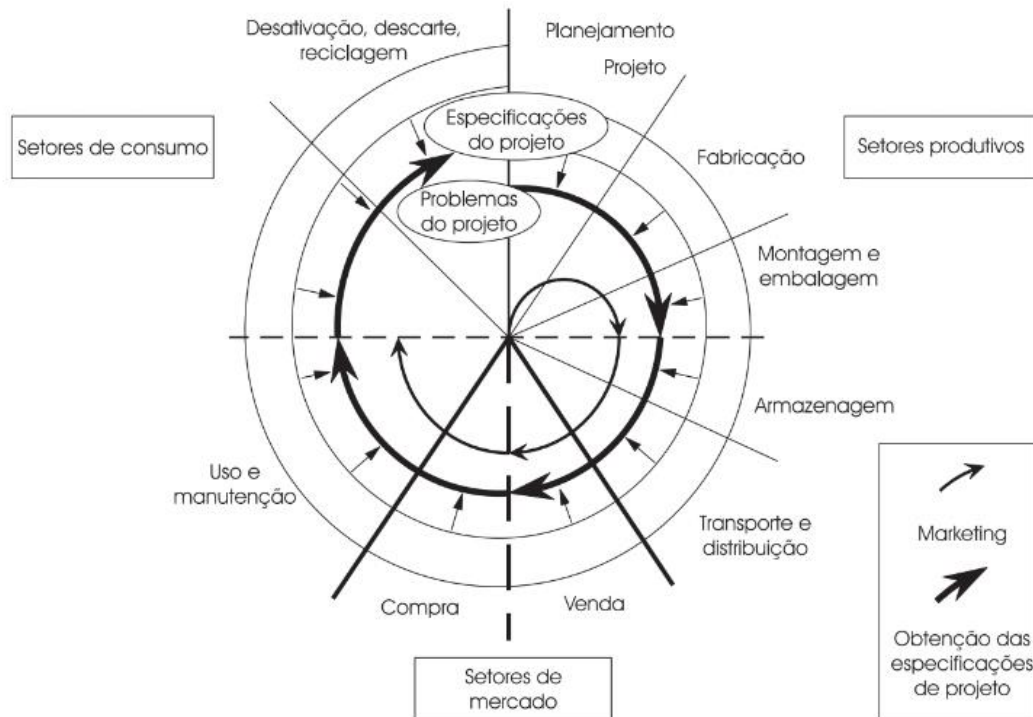 Desativação, descarte,
reciclagem
Planejamento
Projeto
Especificações
do projeto
Setores de consumo
Fabricação
Setores produtivos
Problemas
do projeto
Montagem e
embalagem
Armazenagem
Uso e
manutenção
Transporte e
distribuição
Compra
Venda
Setores de
mercado
Marketing
Obtenção das
especificações
de projeto